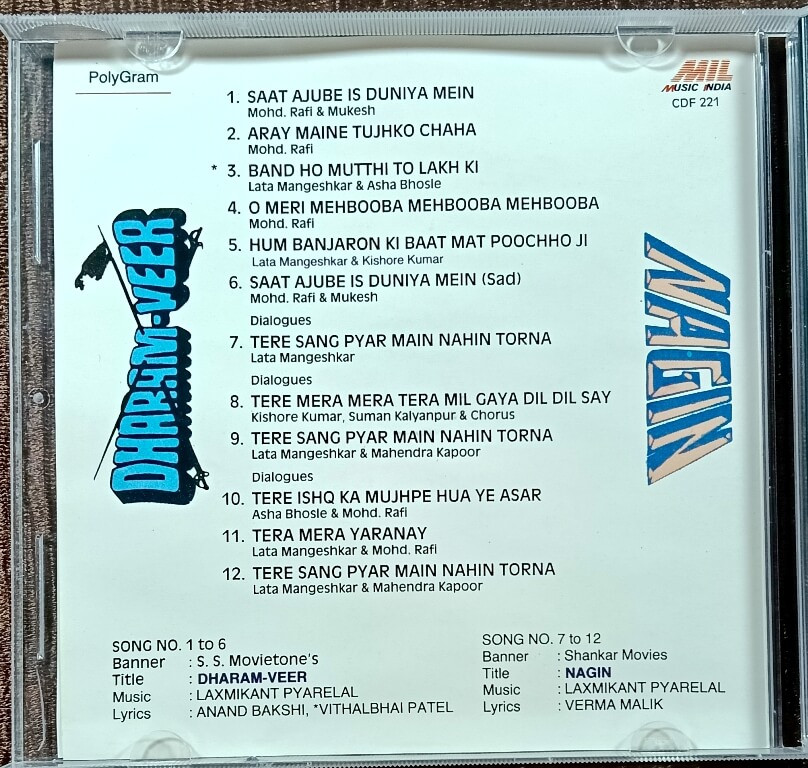 PolyGram
MIL
MUSIC INDIA
CDF 221
1. SAAT AJUBE IS DUNIYA MEIN
Mohd. Rafi & Mukesh
2. ARAY MAINE TUJHKO CHAHA
Mohd. Rafi
* 3. BAND HO MUTTHI TO LAKH KI
Lata Mangeshkar & Asha Bhosle
4. O MERI MEHBOOBA MEHBOOBA MEHBOOBA
Mohd. Rafi
5. HUM BANJARON KI BAAT MAT POOCHHO JI
Lata Mangeshkar & Kishore Kumar
6. SAAT AJUBE IS DUNIYA MEIN (Sad)
Mohd. Rafi & Mukesh
Dialogues
7. TERE SANG PYAR MAIN NAHIN TORNA
Lata Mangeshkar
Dialogues
8. TERE MERA MERA TERA MIL GAYA DIL DIL SAY
Kishore Kumar, Suman Kalyanpur & Chorus
9. TERE SANG PYAR MAIN NAHIN TORNA
Lata Mangeshkar & Mahendra Kapoor
Dialogues
10. TERE ISHQ KA MUJHPE HUA YE ASAR
Asha Bhosle & Mohd. Rafi
11. TERA MERA YARANAY
Lata Mangeshkar & Mohd. Rafi
12. TERE SANG PYAR MAIN NAHIN TORNA
Lata Mangeshkar & Mahendra Kapoor
DHARAM-VEER
NAGIN
SONG NO. 1 to 6
Banner : S. S. Movietone's
Title : DHARAM-VEER
Music : LAXMIKANT PYARELAL
Lyrics : ANAND BAKSHI, *VITHALBHAI PATEL
SONG NO. 7 to 12
Banner : Shankar Movies
Title : NAGIN
Music : LAXMIKANT PYARELAL
Lyrics : VERMA MALIK